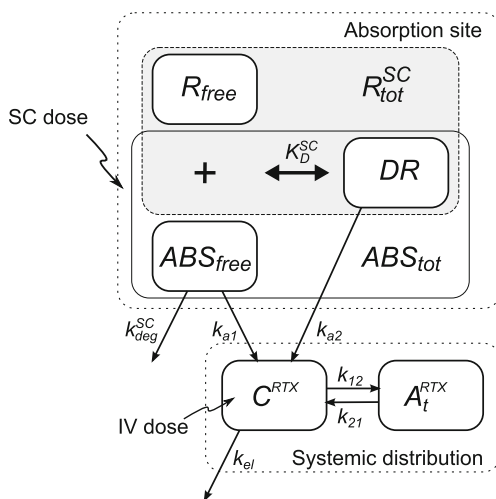 Absorption site
R_free
R_tot^SC
SC dose
K_D^SC
+
DR
ABS_free
ABS_tot
k_deg^SC
k_a1
k_a2
C^RTX
k_12
k_21
A_t^RTX
IV dose
k_el
Systemic distribution